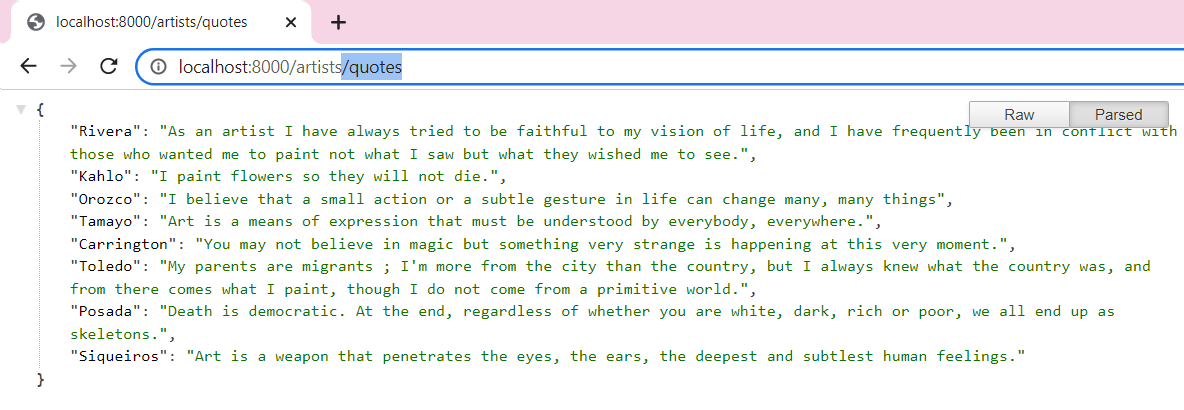 localhost:8000/artists/quotes
localhost:8000/artists/quotes
{
Raw
Parsed
"Rivera": "As an artist I have always tried to be faithful to my vision of life, and I have frequently been in conflict with
those who wanted me to paint not what I saw but what they wished me to see.",
"Kahlo": "I paint flowers so they will not die.",
"Orozco": "I believe that a small action or a subtle gesture in life can change many, many things",
"Tamayo": "Art is a means of expression that must be understood by everybody, everywhere.",
"Carrington": "You may not believe in magic but something very strange is happening at this very moment.",
"Toledo": "My parents are migrants ; I'm more from the city than the country, but I always knew what the country was, and
from there comes what I paint, though I do not come from a primitive world.",
"Posada": "Death is democratic. At the end, regardless of whether you are white, dark, rich or poor, we all end up as
skeletons.",
"Siqueiros": "Art is a weapon that penetrates the eyes, the ears, the deepest and subtlest human feelings."
}